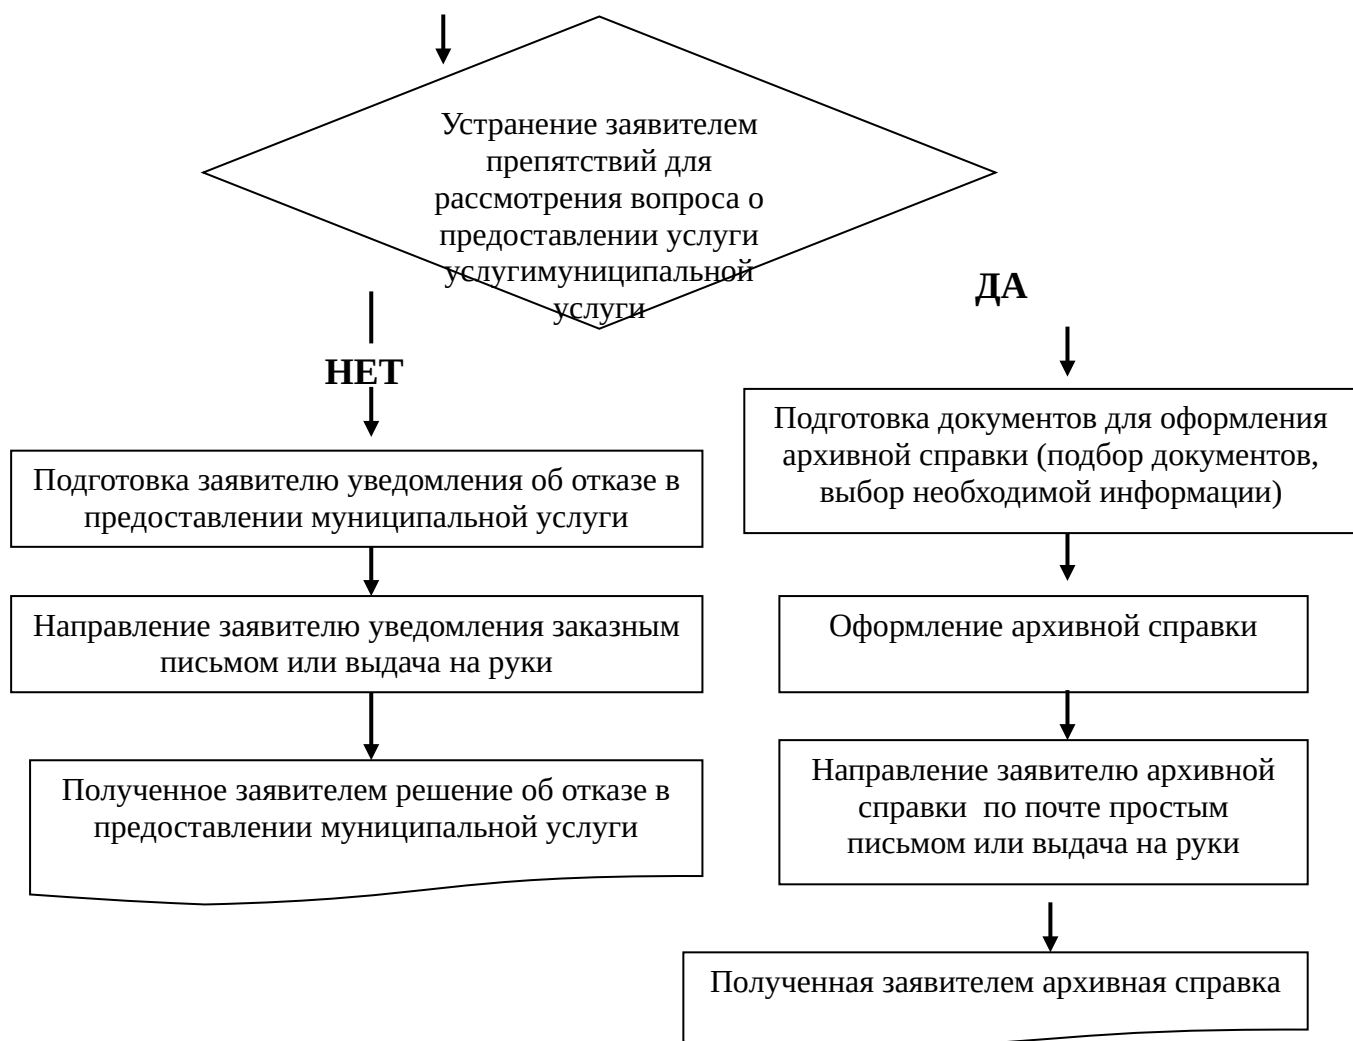 Устранение заявителем
препятствий для
рассмотрения вопроса о
предоставлении услуги
услугимуниципальной
услуги
ДА
НЕТ
Подготовка заявителю уведомления об отказе в
предоставлении муниципальной услуги
Направление заявителю уведомления заказным
письмом или выдача на руки
Полученное заявителем решение об отказе в
предоставлении муниципальной услуги
Подготовка документов для оформления
архивной справки (подбор документов,
выбор необходимой информации)
Оформление архивной справки
Направление заявителю архивной
справки  по почте простым
письмом или выдача на руки
Полученная заявителем архивная справка